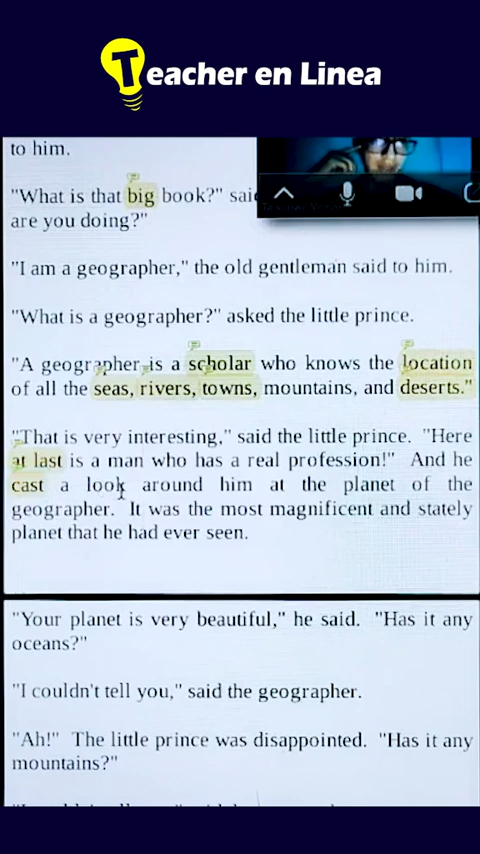 Teacher en Linea
to him.
"What is that big book?" said
are you doing?"
"I am a geographer," the old gentleman said to him.
"What is a geographer?" asked the little prince.
"A geographer is a scholar who knows the location
of all the seas, rivers, towns, mountains, and deserts."
"That is very interesting," said the little prince. "Here
at last is a man who has a real profession!" And he
cast a look around him at the planet of the
geographer. It was the most magnificent and stately
planet that he had ever seen.
"Your planet is very beautiful," he said. "Has it any
oceans?"
"I couldn't tell you," said the geographer.
"Ah!" The little prince was disappointed. "Has it any
mountains?"